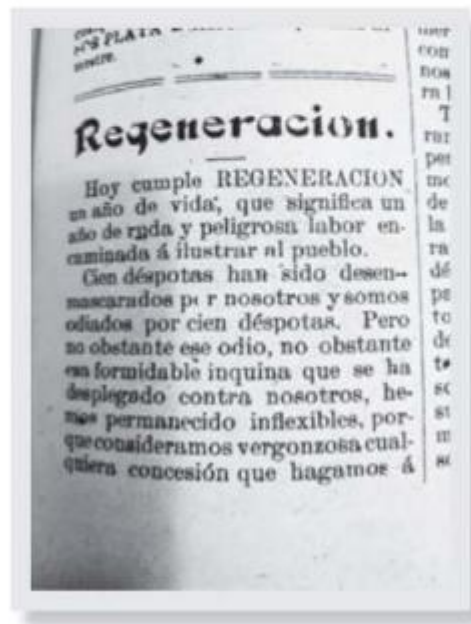 PLATA
mestre.
Regeneracion.
Hoy cumple REGENERACION
un año de vida, que significa un
año de ruda y peligrosa labor en-
caminada á ilustrar al pueblo.
Cien déspotas han sido desen-
mascarados por nosotros y somos
odiados por cien déspotas. Pero
no obstante ese odio, no obstante
esa formidable inquina que se ha
desplegado contra nosotros, he-
mos permanecido inflexibles, por-
que consideramos vergonzosa cual-
quiera concesión que hagamos á